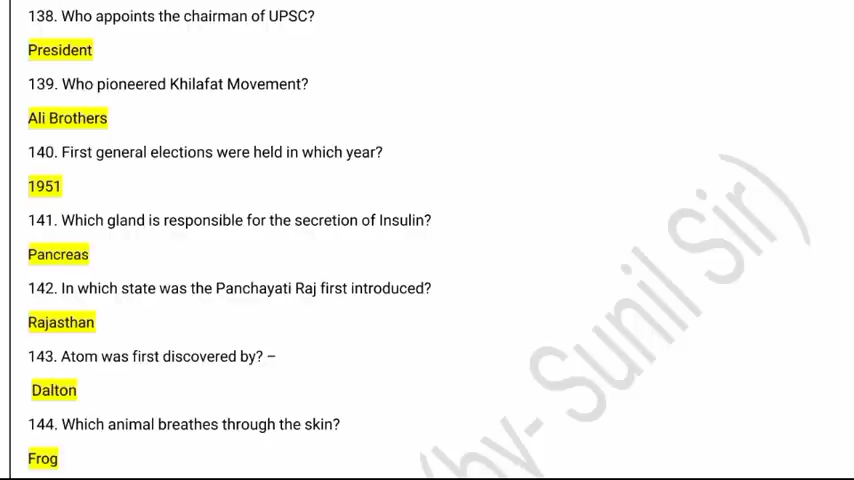 138. Who appoints the chairman of UPSC?
President
139. Who pioneered Khilafat Movement?
Ali Brothers
140. First general elections were held in which year?
1951
141. Which gland is responsible for the secretion of Insulin?
Pancreas
142. In which state was the Panchayati Raj first introduced?
Rajasthan
143. Atom was first discovered by? –
Dalton
144. Which animal breathes through the skin?
Frog
(by- Sunil Sir)